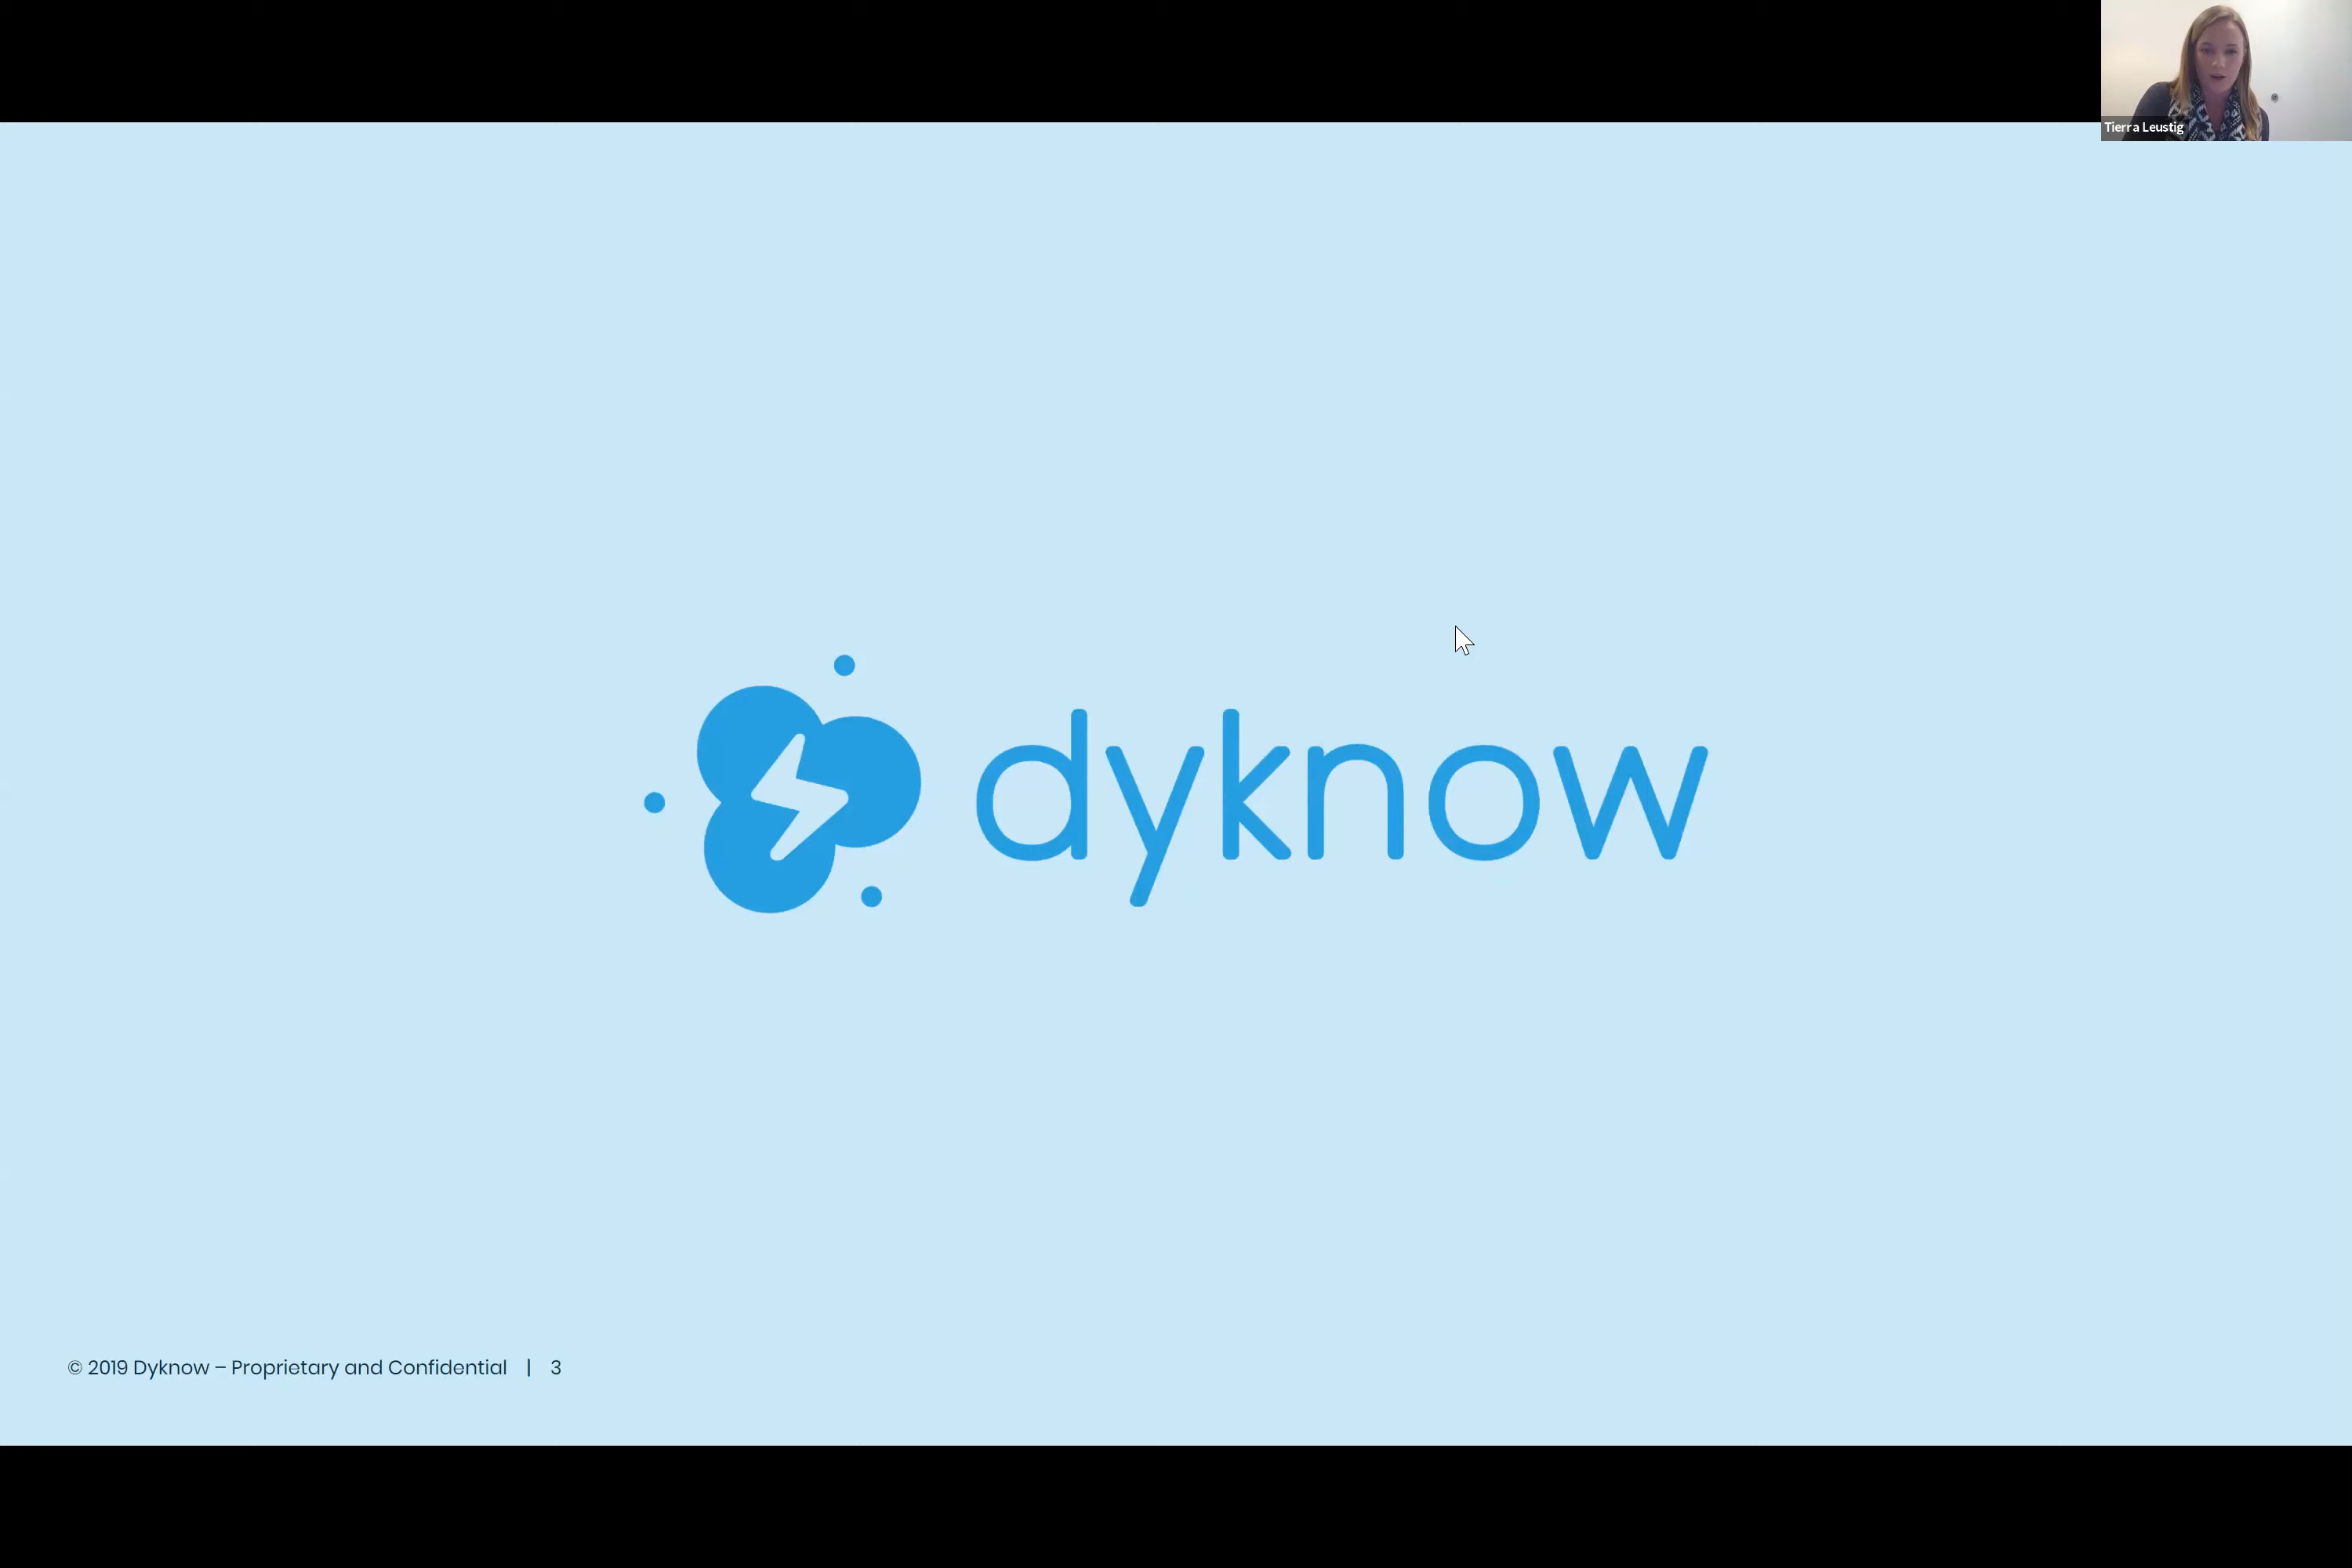 Tierra Leustig
dyknow
© 2019 Dyknow – Proprietary and Confidential | 3